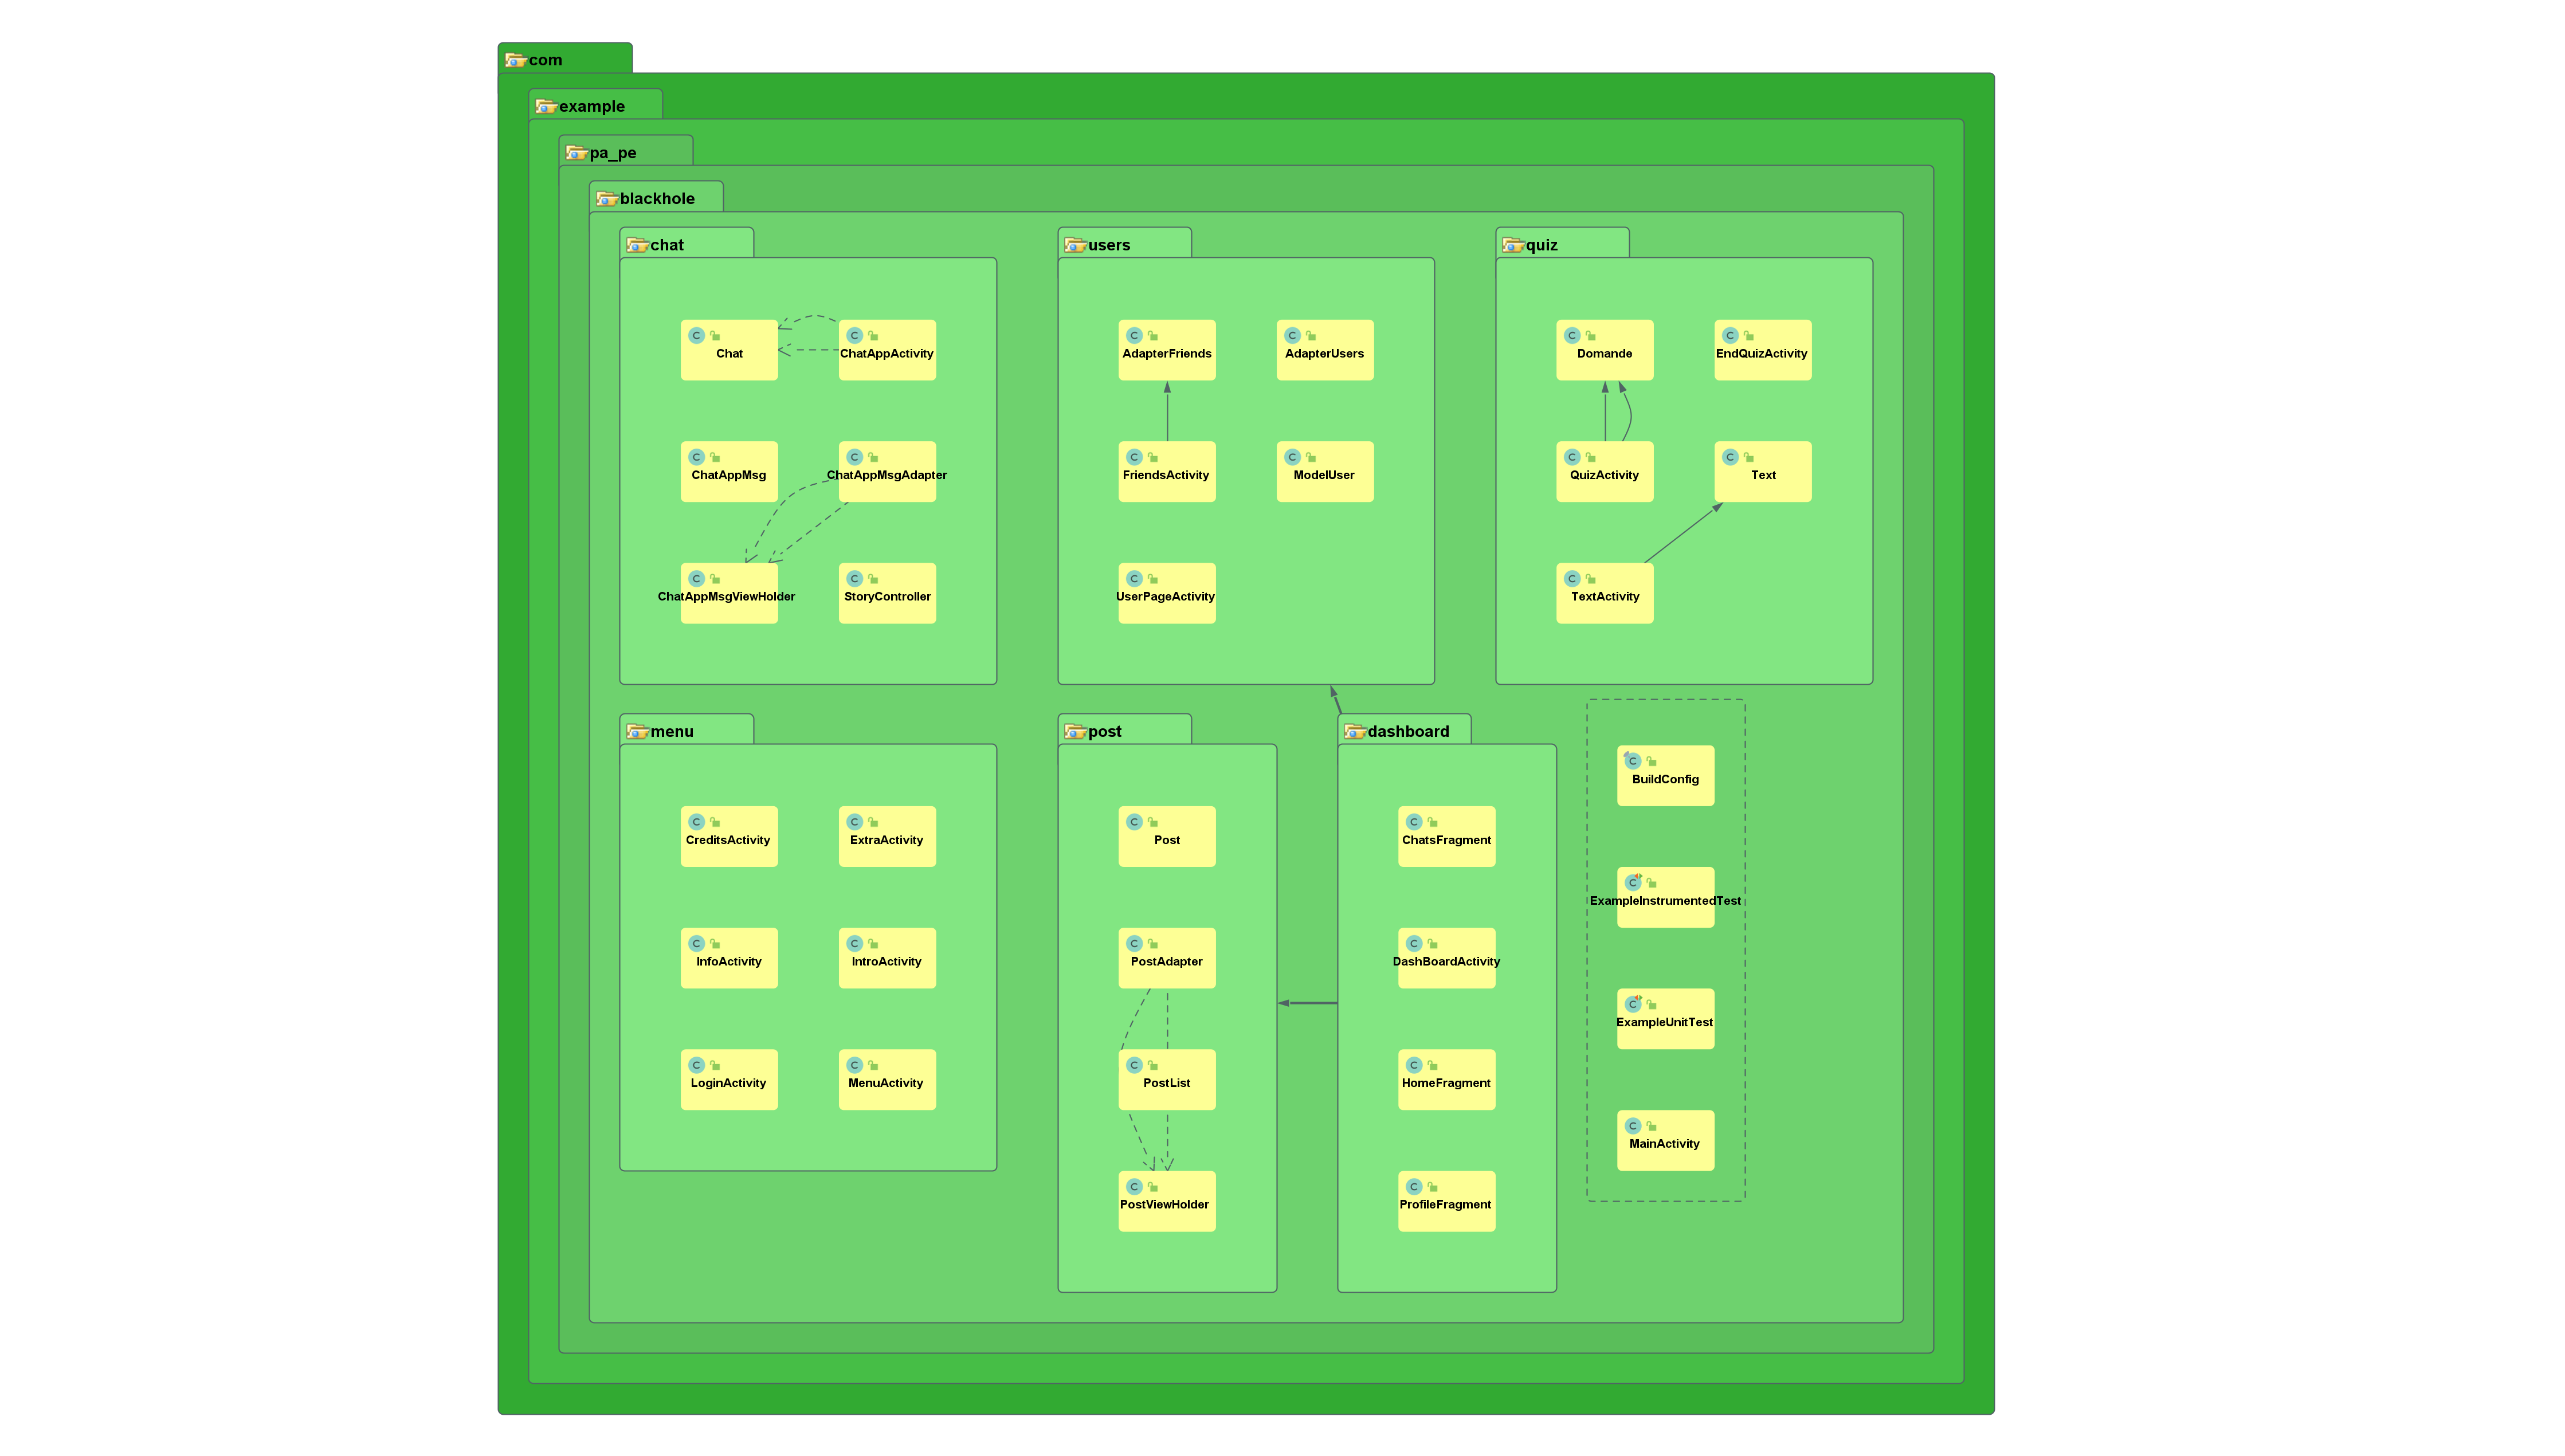 com
example
pa_pe
blackhole
chat
Chat
ChatAppActivity
ChatAppMsg
ChatAppMsgAdapter
ChatAppMsgViewHolder
StoryController
users
AdapterFriends
AdapterUsers
FriendsActivity
ModelUser
UserPageActivity
quiz
Domande
EndQuizActivity
QuizActivity
Text
TextActivity
menu
CreditsActivity
ExtraActivity
InfoActivity
IntroActivity
LoginActivity
MenuActivity
post
Post
PostAdapter
PostList
PostViewHolder
dashboard
ChatsFragment
DashBoardActivity
HomeFragment
ProfileFragment
BuildConfig
ExampleInstrumentedTest
ExampleUnitTest
MainActivity